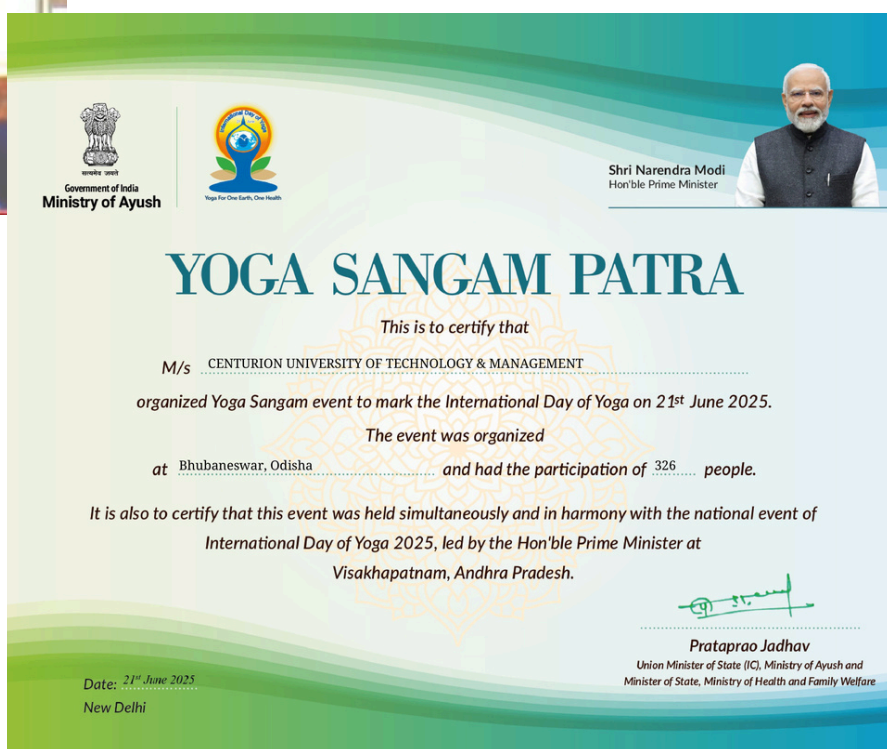 सत्यमेव जयते
Government of India
Ministry of Ayush
International Day of Yoga
Yoga For One Earth, One Health
Shri Narendra Modi
Hon'ble Prime Minister
YOGA SANGAM PATRA
This is to certify that
M/s CENTURION UNIVERSITY OF TECHNOLOGY & MANAGEMENT
organized Yoga Sangam event to mark the International Day of Yoga on 21st June 2025.
The event was organized
at Bhubaneswar, Odisha and had the participation of 326 people.
It is also to certify that this event was held simultaneously and in harmony with the national event of
International Day of Yoga 2025, led by the Hon'ble Prime Minister at
Visakhapatnam, Andhra Pradesh.
Prataprao Jadhav
Union Minister of State (IC), Ministry of Ayush and
Minister of State, Ministry of Health and Family Welfare
Date: 21st June 2025
New Delhi